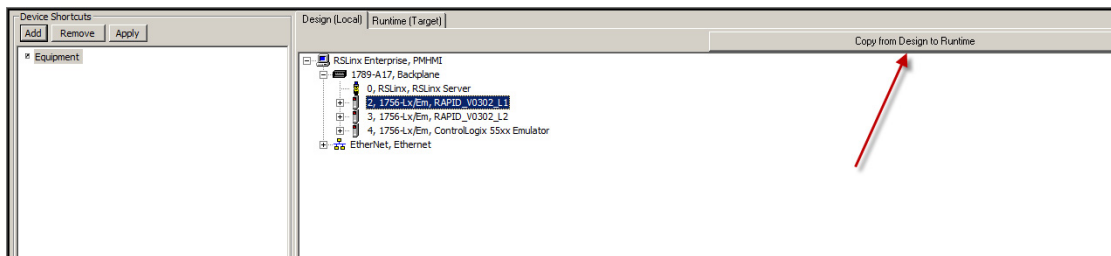 Device Shortcuts
Add Remove Apply
Equipment
Design (Local) Runtime (Target)
Copy from Design to Runtime
RSLinx Enterprise, PMHMI
1789-A17, Backplane
0, RSLinx, RSLinx Server
2, 1756-Lx/Em, RAPID_V0302_L1
3, 1756-Lx/Em, RAPID_V0302_L2
4, 1756-Lx/Em, ControlLogix 55xx Emulator
EtherNet, Ethernet